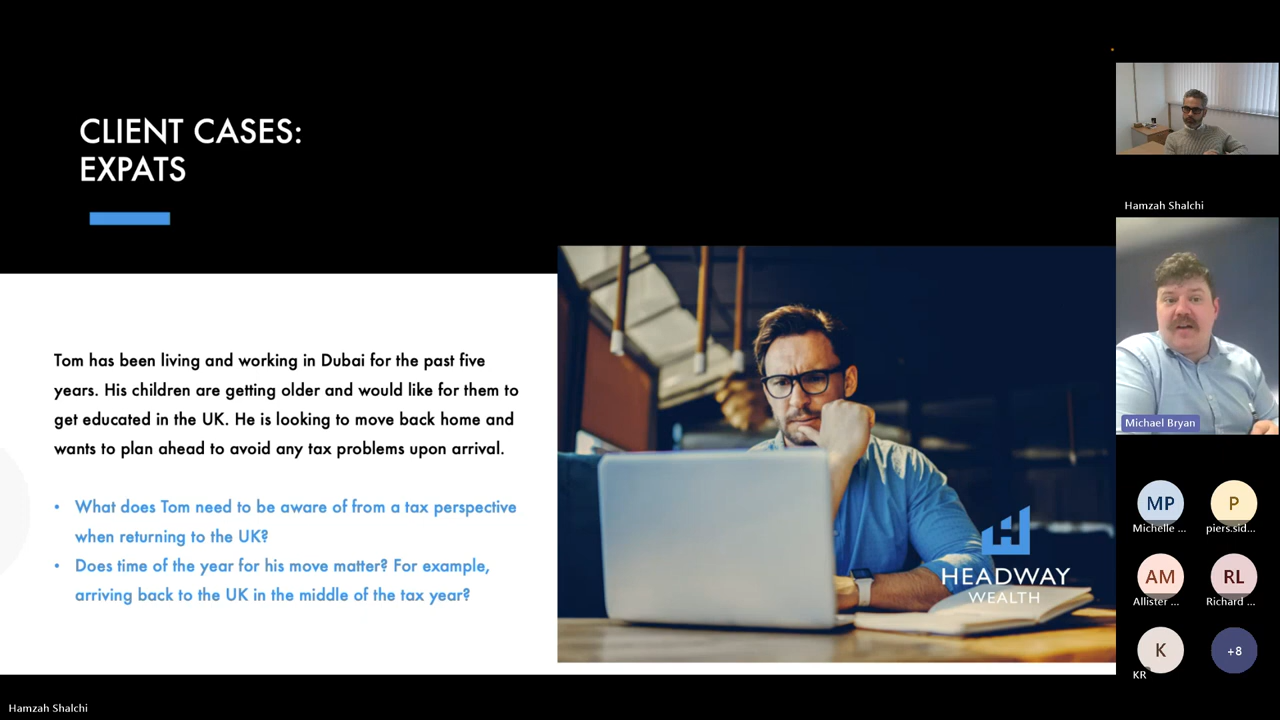 CLIENT CASES:
EXPATS
Tom has been living and working in Dubai for the past five
years. His children are getting older and would like for them to
get educated in the UK. He is looking to move back home and
wants to plan ahead to avoid any tax problems upon arrival.
• What does Tom need to be aware of from a tax perspective
when returning to the UK?
• Does time of the year for his move matter? For example,
arriving back to the UK in the middle of the tax year?
HEADWAY
WEALTH
Hamzah Shalchi
Michael Bryan
MP
Michelle ...
P
piers.sid...
AM
Allister ...
RL
Richard ...
K
KR
+8
Hamzah Shalchi